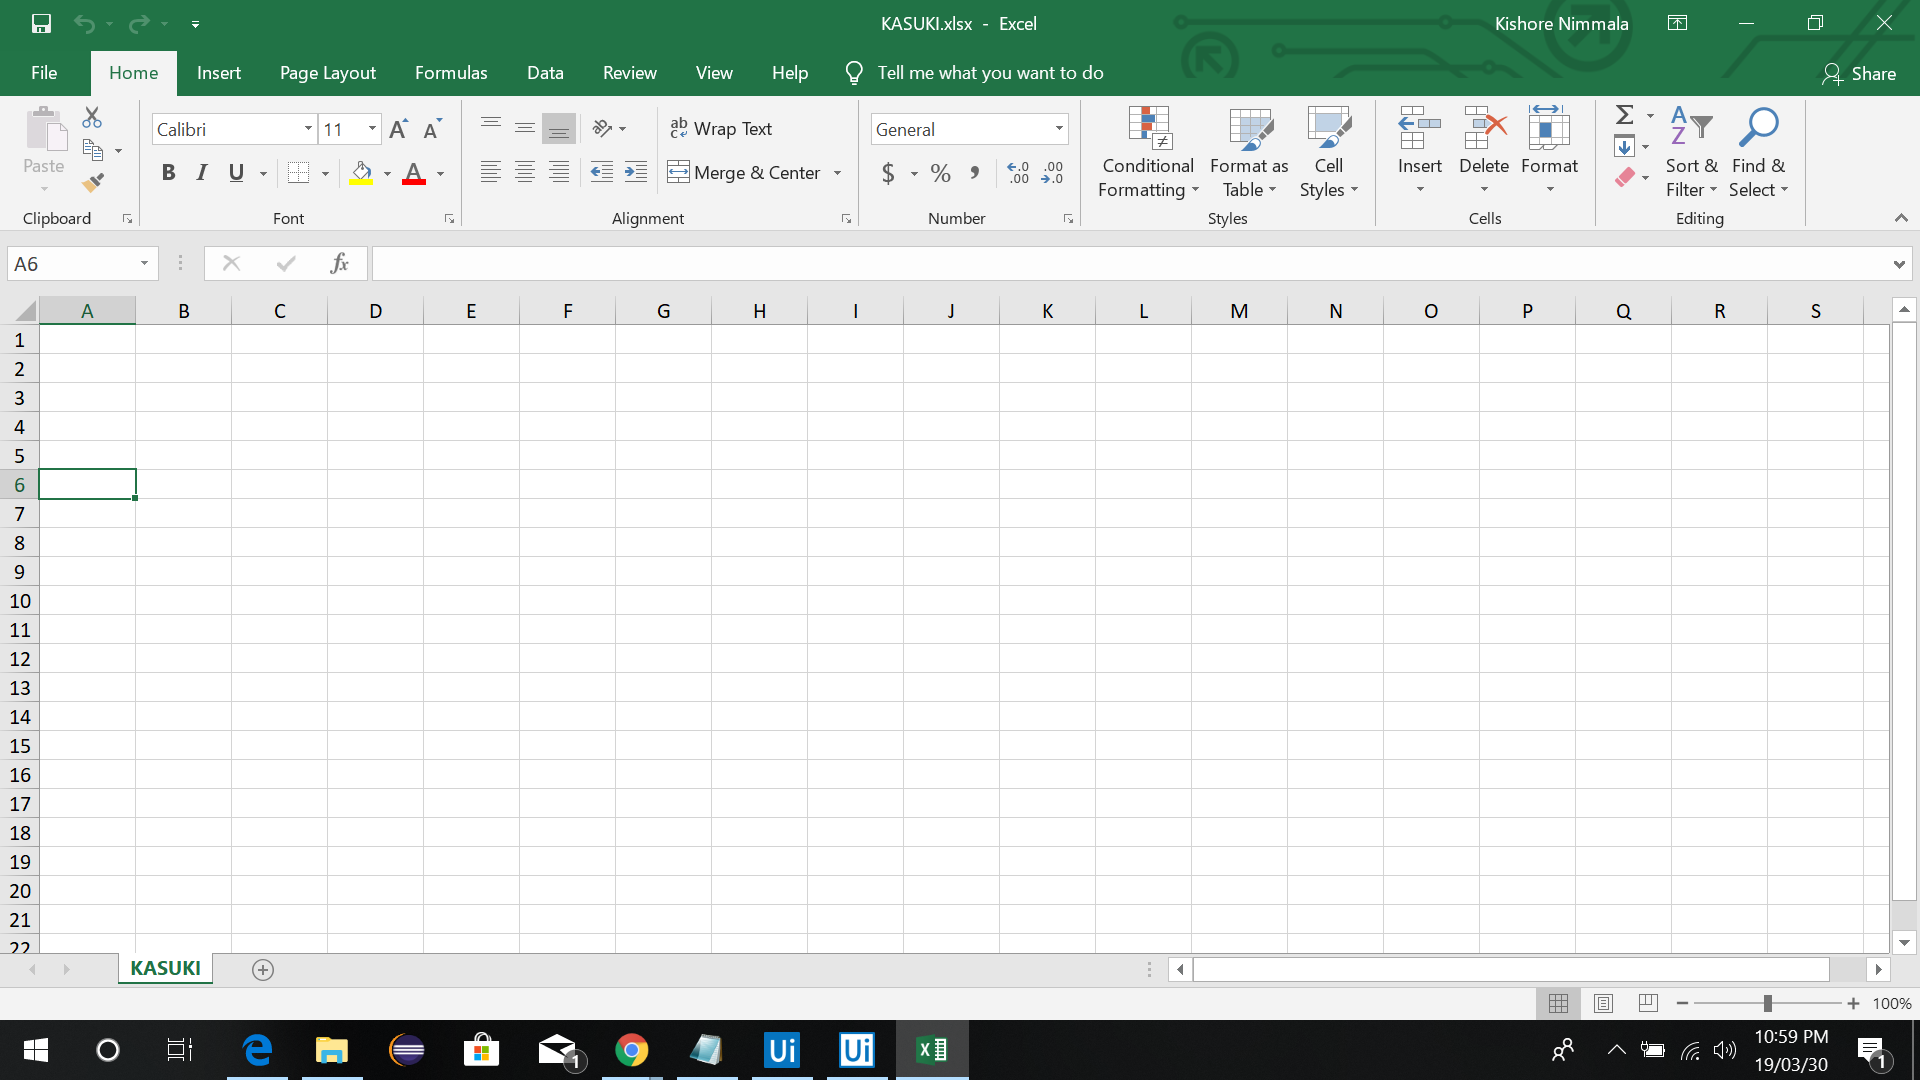 KASUKI.xlsx - Excel
Kishore Nimmala
File Home Insert Page Layout Formulas Data Review View Help Tell me what you want to do Share
Paste
Clipboard
Calibri 11 A A
B I U A
Font
Wrap Text
Merge & Center
Alignment
General
$ % ,
Number
Conditional Formatting
Format as Table
Cell Styles
Styles
Insert Delete Format
Cells
Sort & Filter
Find & Select
Editing
A6 fx
A B C D E F G H I J K L M N O P Q R S
1
2
3
4
5
6
7
8
9
10
11
12
13
14
15
16
17
18
19
20
21
22
KASUKI
100%
1
Ui
Ui
10:59 PM
19/03/30
1